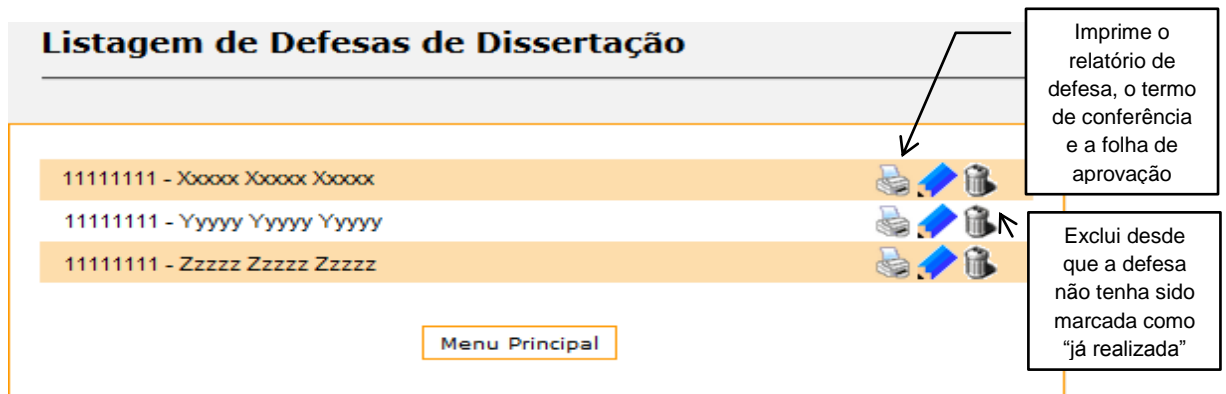 Listagem de Defesas de Dissertação
Imprime o
relatório de
defesa, o termo
de conferência
e a folha de
aprovação
11111111 - Xxxxx Xxxxx Xxxxx
11111111 - Yyyyy Yyyyy Yyyyy
11111111 - Zzzzz Zzzzz Zzzzz
Exclui desde
que a defesa
não tenha sido
marcada como
“já realizada”
Menu Principal